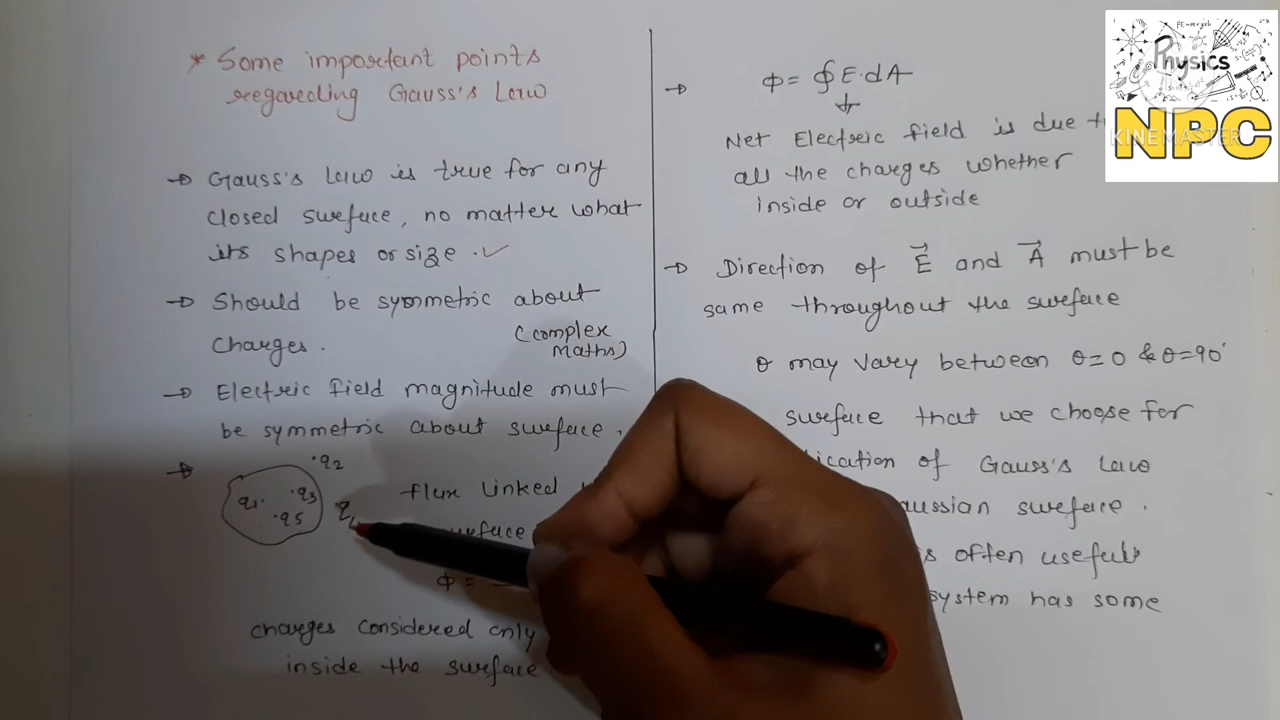 * Some important points
regarding Gauss's Law
→ Gauss's Law is true for any
closed surface, no matter what
its shapes or size. ✓
→ Should be symmetric about
charges.
(complex
Maths)
→ Electric field magnitude must
be symmetric about surface.
→
q1 q3 q5 q2
flux linked
surface
Φ =
charges considered only
inside the surface.
→ Φ = ∮ E·dA
Net Electric field is due
all the charges whether
inside or outside
→ Direction of E⃗ and A⃗ must be
same throughout the surface
θ may vary between θ=0 & θ=90°
surface that we choose for
of Gauss's Law
surface.
often useful
system has some
Physics
NPC
KINEMASTER